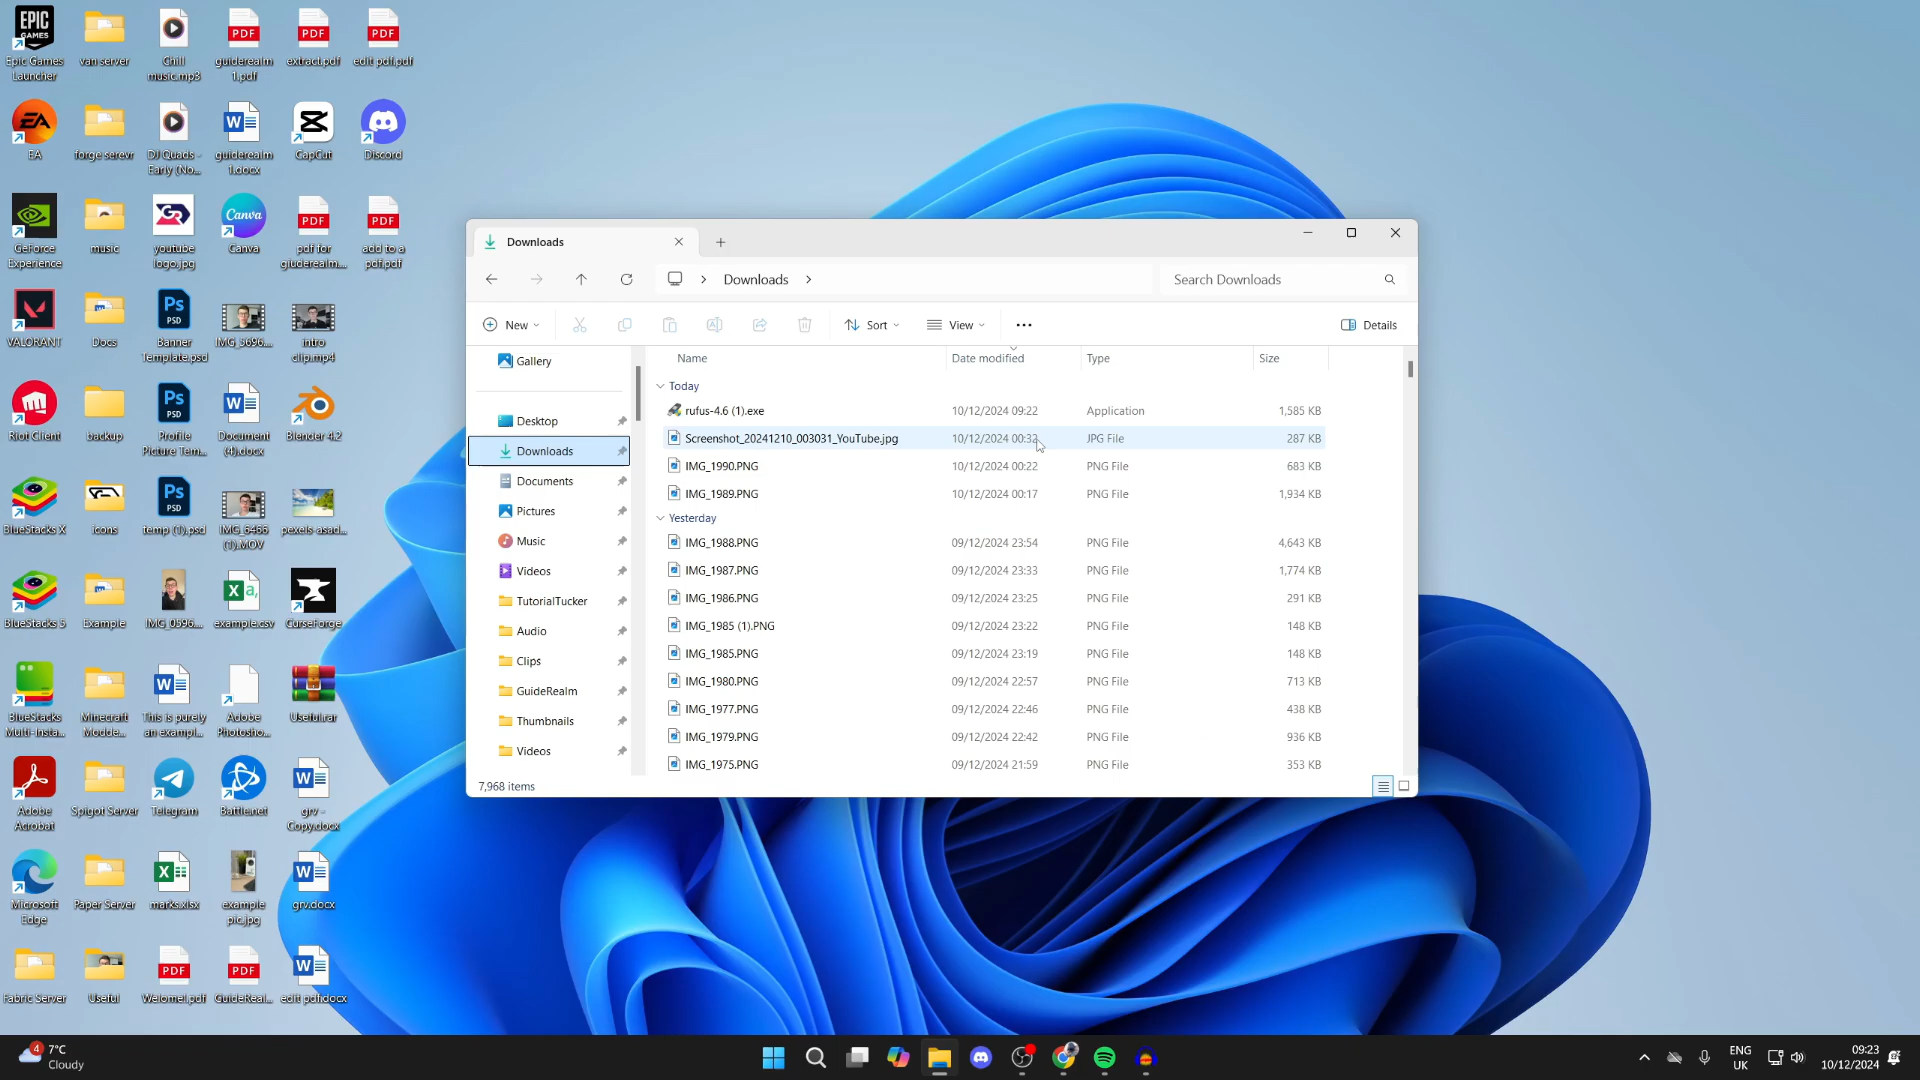 Epic Games
Launcher
van server
Chill
music.mp3
guiderealm
1.pdf
extract.pdf
edit pdf.pdf
EA
forge serevr
DJ Quads -
Early (No...
guiderealm
1.docx
CapCut
Discord
GeForce
Experience
music
youtube
logo.jpg
Canva
pdf for
giuderealm...
add to a
pdf.pdf
VALORANT
Docs
Banner
Template.psd
IMG_3696...
intro
clip.mp4
Riot Client
backup
Profile
Picture Tem...
Document
(4).docx
Blender 4.2
BlueStacks X
icons
temp (1).psd
IMG_6466
(1).MOV
pexels-asad...
BlueStacks 5
Example
IMG_0596...
example.csv
CurseForge
BlueStacks
Multi-Insta...
Minecraft
Modde...
This is purely
an exampl...
Adobe
Photosho...
Useful.rar
Adobe
Acrobat
Spigot Server
Telegram
Battle.net
grv -
Copy.docx
Microsoft
Edge
Paper Server
marks.xlsx
example
pic.jpg
grv.docx
Fabric Server
Useful
Welome!.pdf
GuideReal...
edit pdf.docx
Downloads
Downloads
Search Downloads
New
Sort
View
Details
Gallery
Desktop
Downloads
Documents
Pictures
Music
Videos
TutorialTucker
Audio
Clips
GuideRealm
Thumbnails
Videos
Name Date modified Type Size
Today
rufus-4.6 (1).exe 10/12/2024 09:22 Application 1,585 KB
Screenshot_20241210_003031_YouTube.jpg 10/12/2024 00:32 JPG File 287 KB
IMG_1990.PNG 10/12/2024 00:22 PNG File 683 KB
IMG_1989.PNG 10/12/2024 00:17 PNG File 1,934 KB
Yesterday
IMG_1988.PNG 09/12/2024 23:54 PNG File 4,643 KB
IMG_1987.PNG 09/12/2024 23:33 PNG File 1,774 KB
IMG_1986.PNG 09/12/2024 23:25 PNG File 291 KB
IMG_1985 (1).PNG 09/12/2024 23:22 PNG File 148 KB
IMG_1985.PNG 09/12/2024 23:19 PNG File 148 KB
IMG_1980.PNG 09/12/2024 22:57 PNG File 713 KB
IMG_1977.PNG 09/12/2024 22:46 PNG File 438 KB
IMG_1979.PNG 09/12/2024 22:42 PNG File 936 KB
IMG_1975.PNG 09/12/2024 21:59 PNG File 353 KB
7,968 items
4
7°C
Cloudy
ENG
UK
09:23
10/12/2024